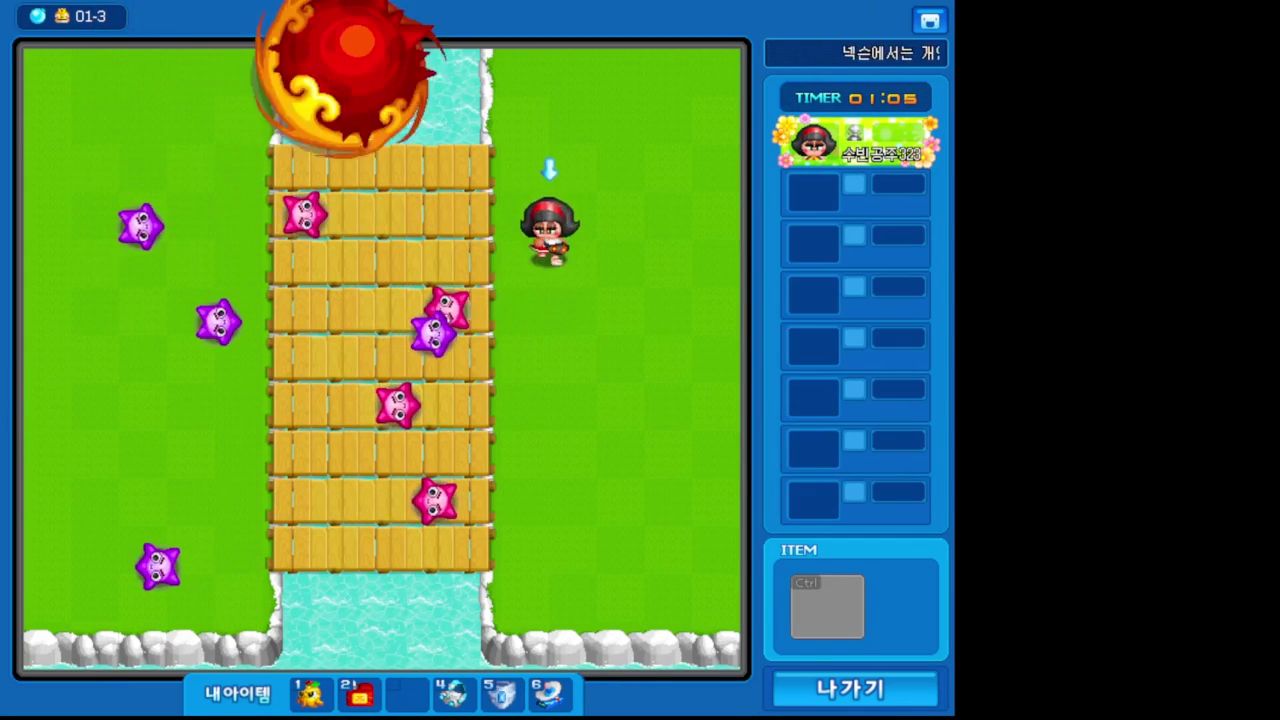 01-3
넥슨에서는 개
TIMER 01:05
수빈공주323
ITEM
Ctrl
내 아이템
1
2
4
5
6
나가기